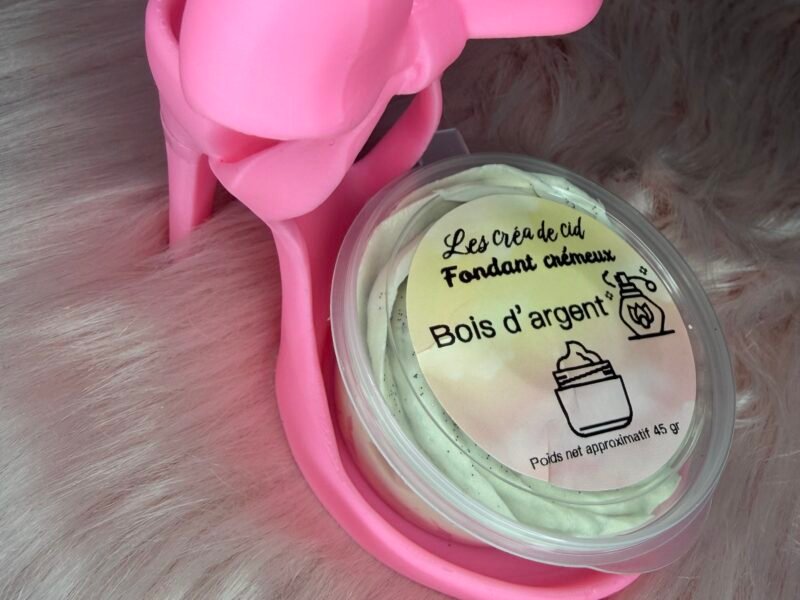 Les créa de cid
Fondant crémeux
Bois d'argent
Poids net approximatif 45 gr